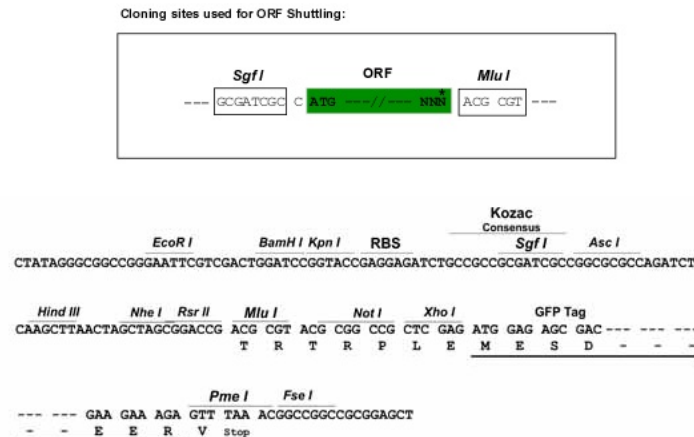 Cloning sites used for ORF Shuttling:
Sgf I ORF Mlu I
*
--- GCGATCGC C ATG ---//--- NNN ACG CGT ---
Kozac
Consensus
EcoR I BamH I Kpn I RBS Sgf I Asc I
CTATAGGGCGGCCGGGAATTCGTCGACTGGATCCGGTACCGAGGAGATCTGCCGCCGCGATCGCCGGCGCGCCAGATCT
Hind III Nhe I Rsr II Mlu I Not I Xho I GFP Tag
CAAGCTTAACTAGCTAGCGGACCG ACG CGT ACG CGG CCG CTC GAG ATG GAG AGC GAC --- --- ---
T R T R P L E M E S D - - -
Pme I Fse I
--- --- GAA GAA AGA GTT TAA ACGGCCGGCCGCGGAGCT
- - E E R V Stop